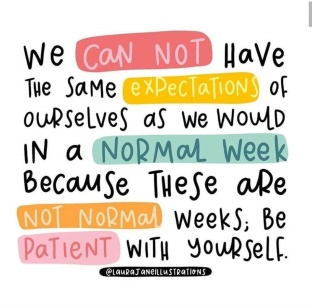 We CaN NOT HaVe
THe SaMe eXPeCTaTIONS OF
OURSeLVeS aS We WOULD
IN a NORMaL Week
BeCaUSe THeSe aRe
NOT NORMaL WeekS; Be
PaTIeNT WITH YOURSeLF.
@LAURAJANEILLUSTRATIONS